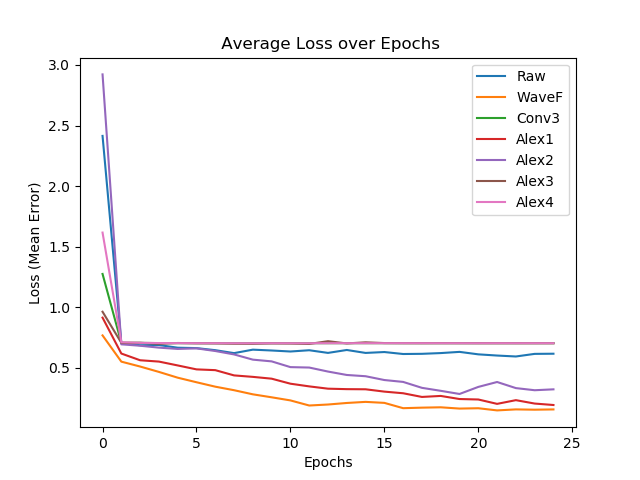 Average Loss over Epochs
Loss (Mean Error)
3.0
2.5
2.0
1.5
1.0
0.5
Raw
WaveF
Conv3
Alex1
Alex2
Alex3
Alex4
0 5 10 15 20 25
Epochs